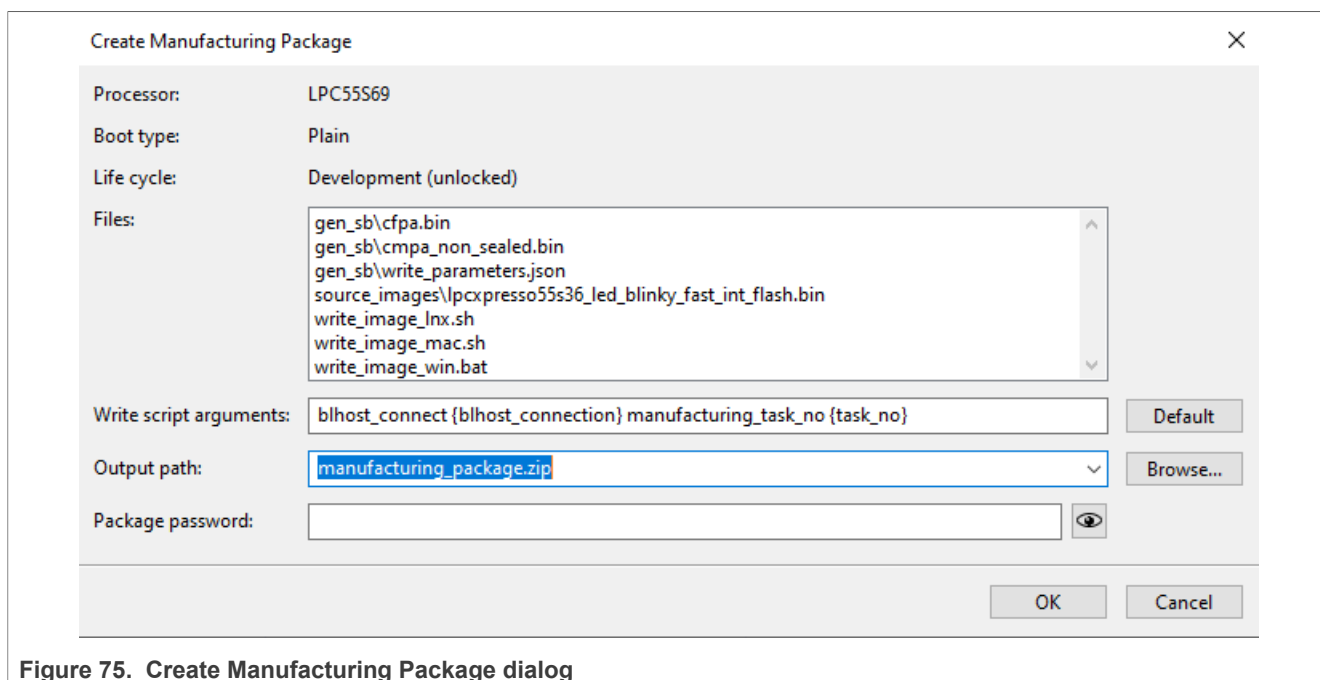 Create Manufacturing Package
Processor: LPC55S69
Boot type: Plain
Life cycle: Development (unlocked)
Files:
gen_sb\cfpa.bin
gen_sb\cmpa_non_sealed.bin
gen_sb\write_parameters.json
source_images\lpcxpresso55s36_led_blinky_fast_int_flash.bin
write_image_lnx.sh
write_image_mac.sh
write_image_win.bat
Write script arguments: blhost_connect {blhost_connection} manufacturing_task_no {task_no} Default
Output path: manufacturing_package.zip Browse...
Package password:
OK Cancel
Figure 75. Create Manufacturing Package dialog